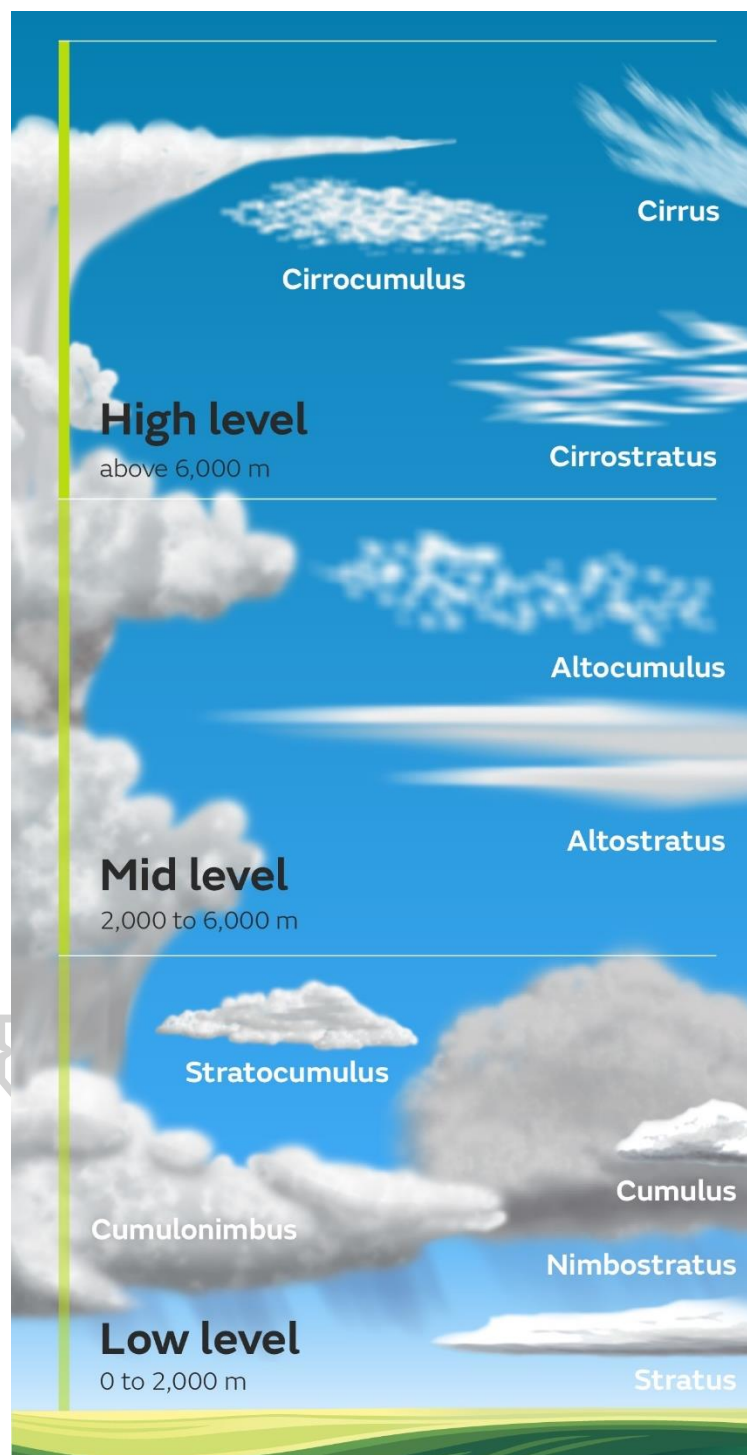 Cirrus
Cirrocumulus
High level
above 6,000 m
Cirrostratus
Altocumulus
Altostratus
Mid level
2,000 to 6,000 m
Stratocumulus
Cumulus
Cumulonimbus
Nimbostratus
Low level
0 to 2,000 m
Stratus